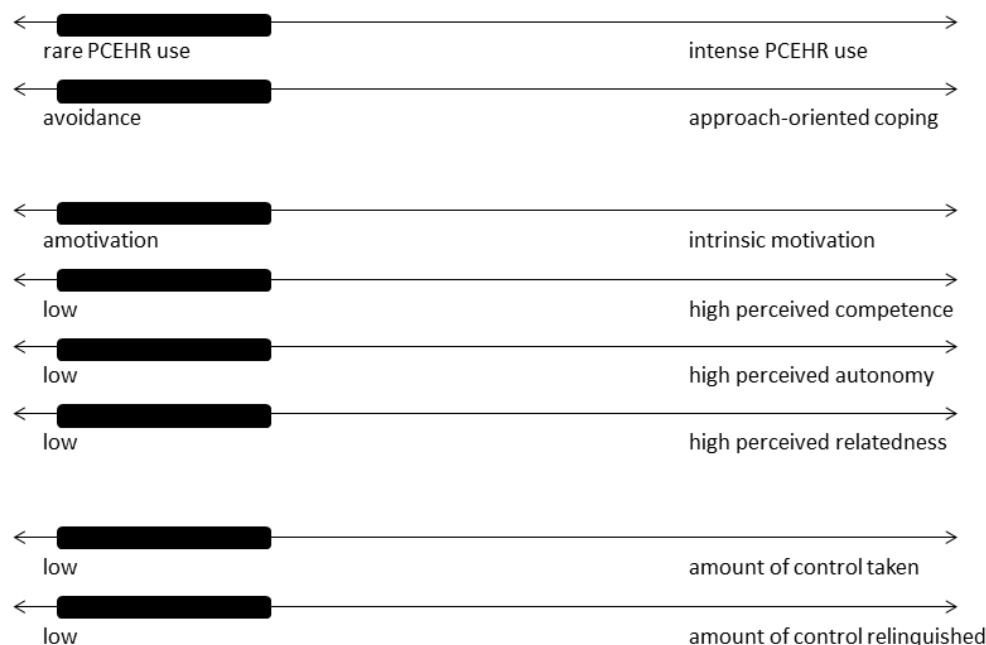 rare PCEHR use intense PCEHR use
avoidance approach-oriented coping
amotivation intrinsic motivation
low high perceived competence
low high perceived autonomy
low high perceived relatedness
low amount of control taken
low amount of control relinquished